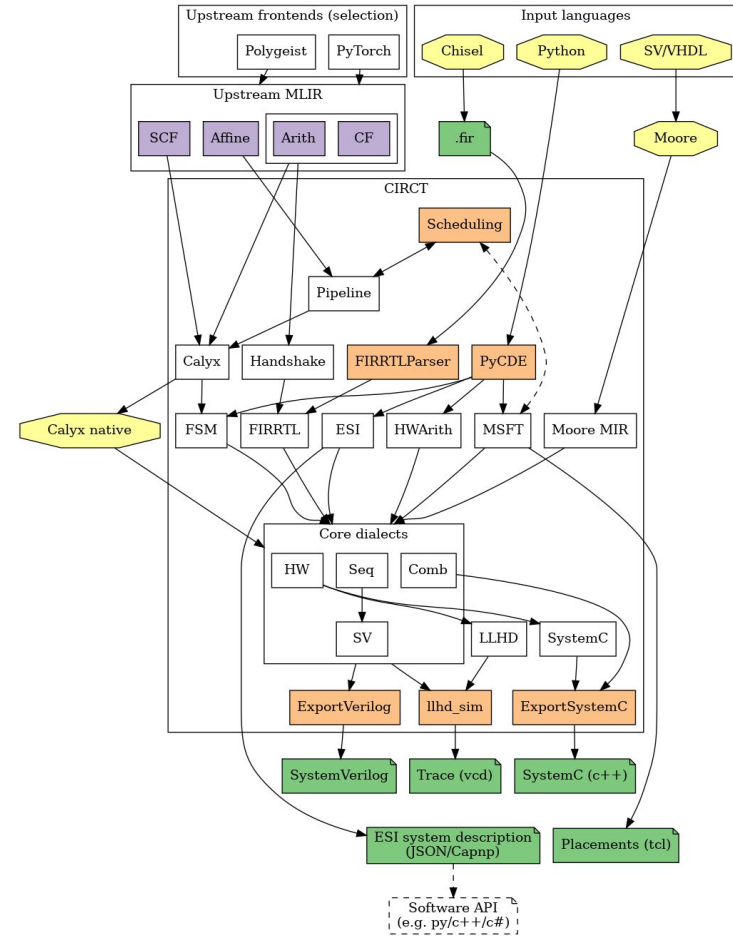 Upstream frontends (selection)
Polygeist
PyTorch
Input languages
Chisel
Python
SV/VHDL
Upstream MLIR
SCF
Affine
Arith
CF
.fir
Moore
CIRCT
Scheduling
Pipeline
Calyx
Handshake
FIRRTLParser
PyCDE
Calyx native
FSM
FIRRTL
ESI
HWArith
MSFT
Moore MIR
Core dialects
HW
Seq
Comb
SV
LLHD
SystemC
ExportVerilog
llhd_sim
ExportSystemC
SystemVerilog
Trace (vcd)
SystemC (c++)
ESI system description
(JSON/Capnp)
Placements (tcl)
Software API
(e.g. py/c++/c#)